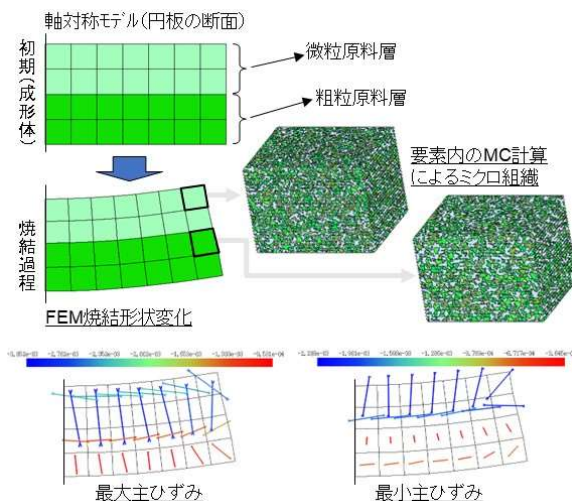 軸対称モデル(円板の断面)
初期(成形体)
微粒原料層
粗粒原料層
要素内のMC計算
によるミクロ組織
焼結過程
FEM焼結形状変化
最大主ひずみ
最小主ひずみ